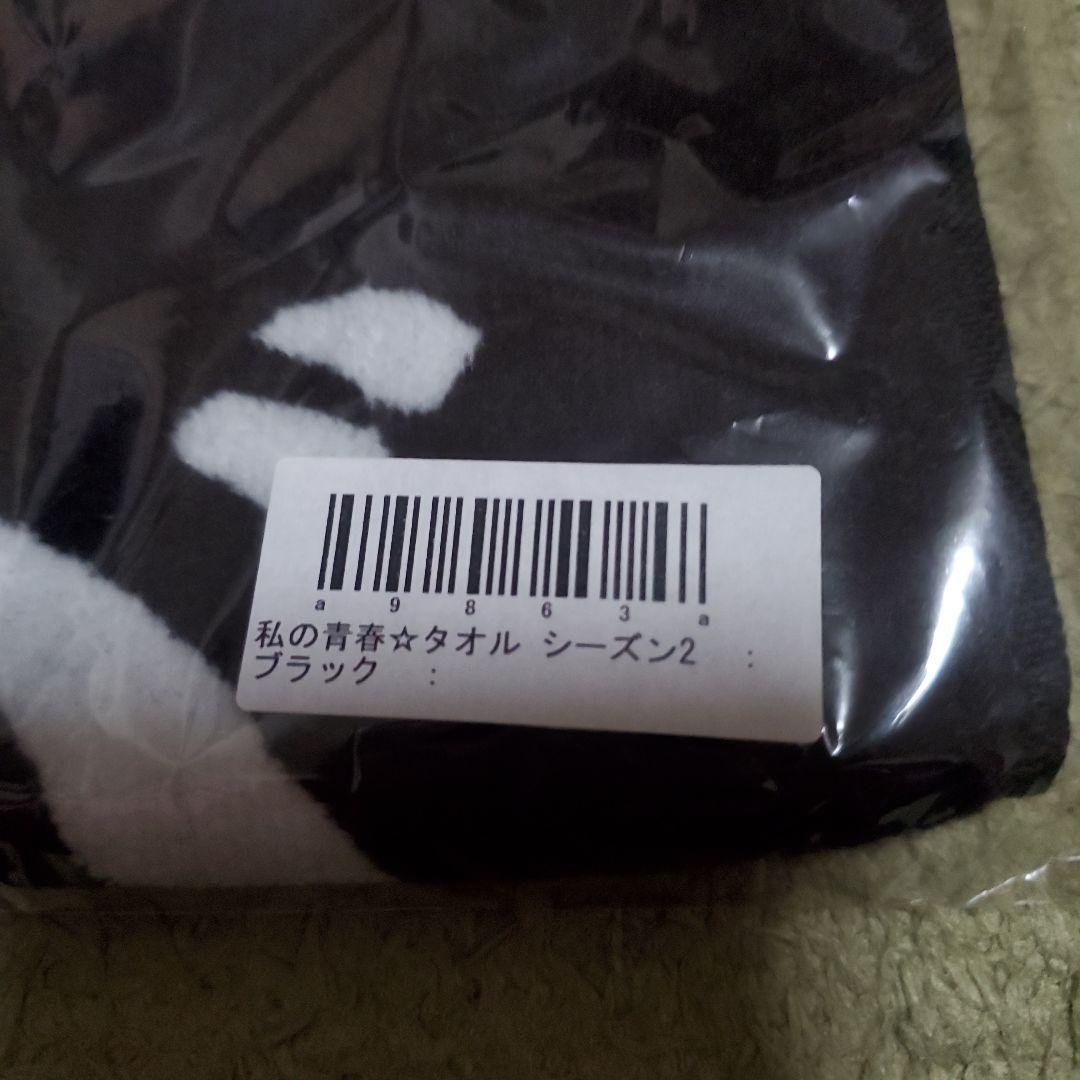 a 9 8 6 3 a
私の青春☆タオル シーズン2 :
ブラック :